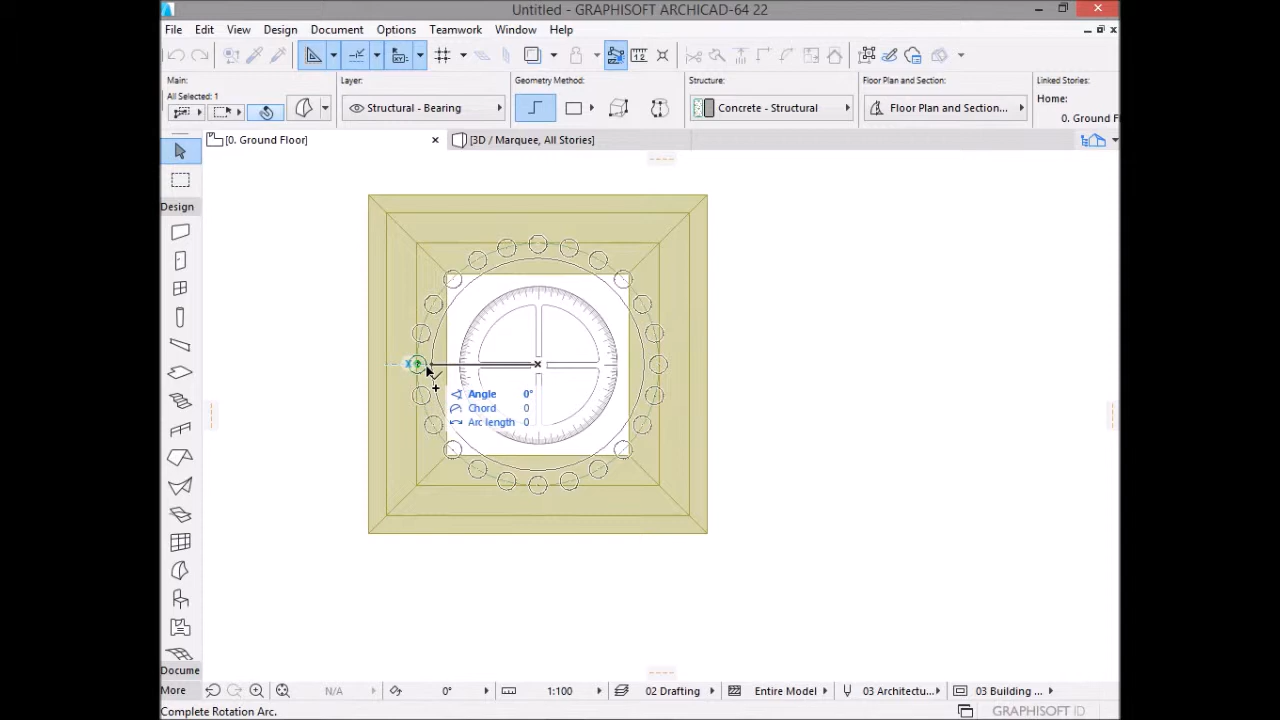 Untitled - GRAPHISOFT ARCHICAD-64 22
File Edit View Design Document Options Teamwork Window Help
Main:
All Selected: 1
Layer:
Structural - Bearing
Geometry Method:
Structure:
Concrete - Structural
Floor Plan and Section:
Floor Plan and Section...
Linked Stories:
Home:
0. Ground Fl
[0. Ground Floor]
[3D / Marquee, All Stories]
Design
X
Angle 0°
Chord 0
Arc length 0
Docume
More
N/A
0°
1:100
02 Drafting
Entire Model
03 Architectu...
03 Building ...
Complete Rotation Arc.
GRAPHISOFT ID